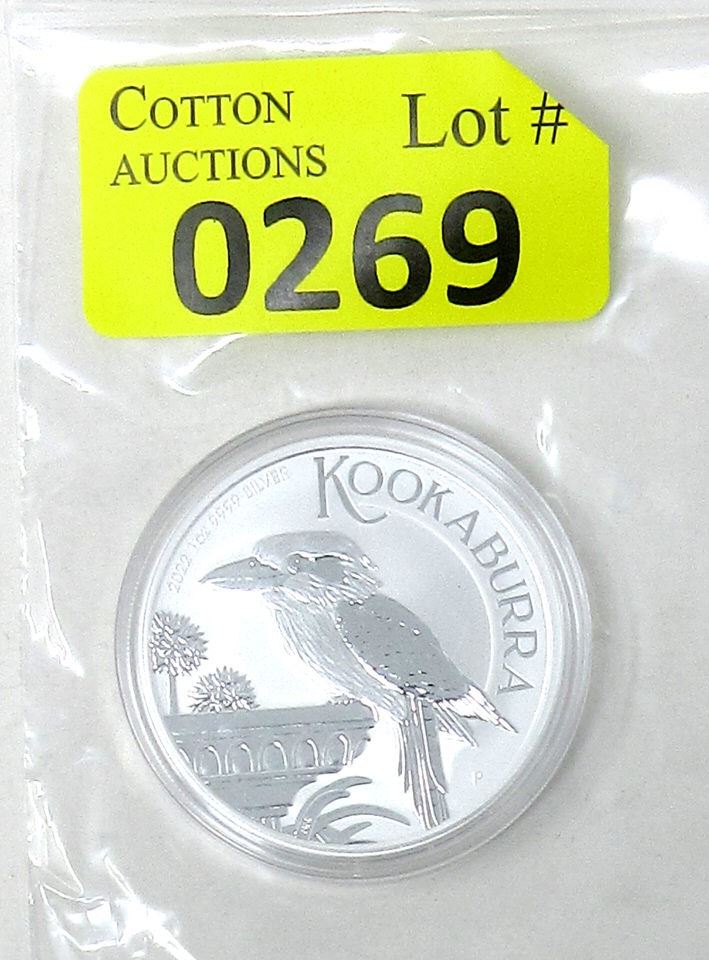 COTTON
AUCTIONS
Lot #
0269
2022 1oz 9999 SILVER
KOOKABURRA
P